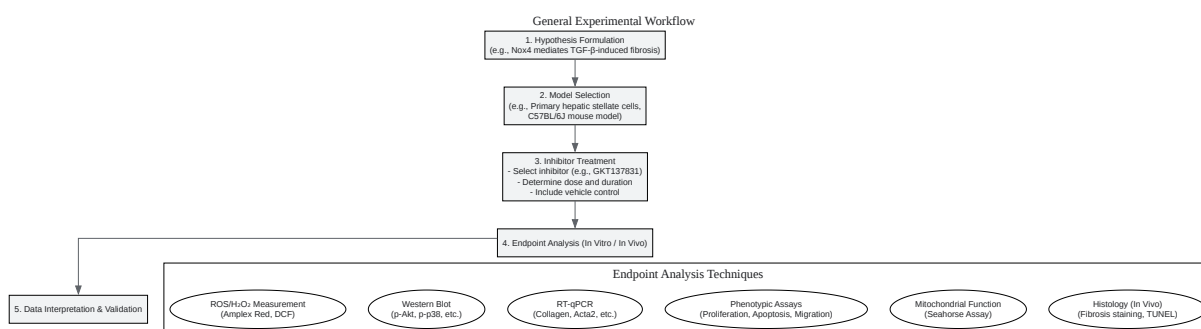 General Experimental Workflow
1. Hypothesis Formulation
(e.g., Nox4 mediates TGF-β-induced fibrosis)
2. Model Selection
(e.g., Primary hepatic stellate cells,
C57BL/6J mouse model)
3. Inhibitor Treatment
- Select inhibitor (e.g., GKT137831)
- Determine dose and duration
- Include vehicle control
4. Endpoint Analysis (In Vitro / In Vivo)
5. Data Interpretation & Validation
Endpoint Analysis Techniques
ROS/H₂O₂ Measurement
(Amplex Red, DCF)
Western Blot
(p-Akt, p-p38, etc.)
RT-qPCR
(Collagen, Acta2, etc.)
Phenotypic Assays
(Proliferation, Apoptosis, Migration)
Mitochondrial Function
(Seahorse Assay)
Histology (In Vivo)
(Fibrosis staining, TUNEL)